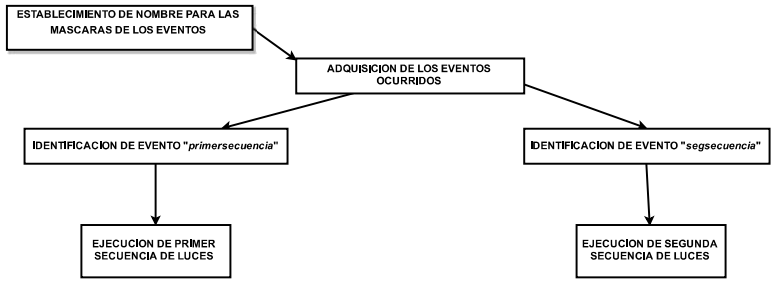 ESTABLECIMIENTO DE NOMBRE PARA LAS
MASCARAS DE LOS EVENTOS
ADQUISICION DE LOS EVENTOS
OCURRIDOS
IDENTIFICACION DE EVENTO "primersecuencia"
IDENTIFICACION DE EVENTO "segsecuencia"
EJECUCION DE PRIMER
SECUENCIA DE LUCES
EJECUCION DE SEGUNDA
SECUENCIA DE LUCES